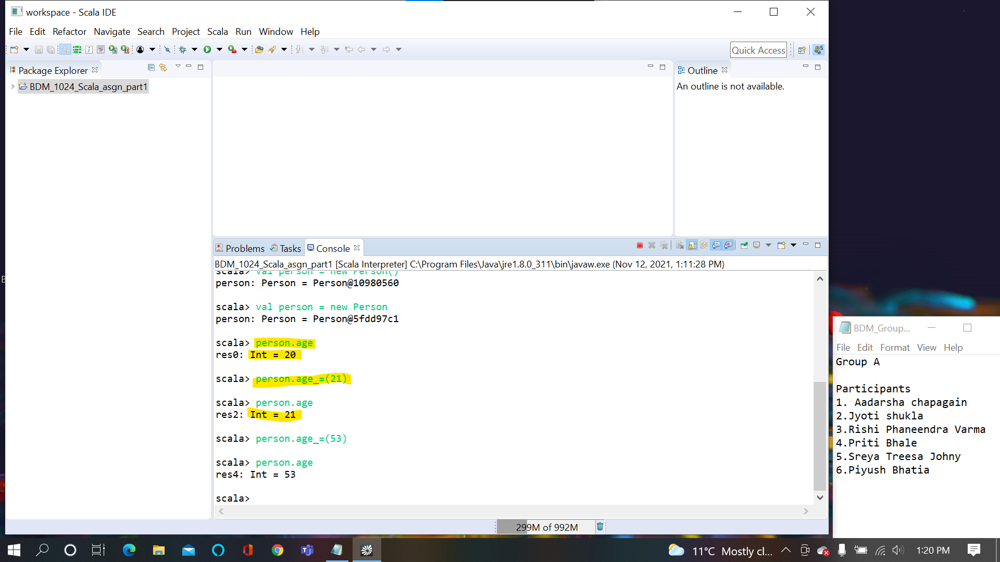 workspace - Scala IDE
File Edit Refactor Navigate Search Project Scala Run Window Help
Quick Access
Package Explorer
BDM_1024_Scala_asgn_part1
Outline
An outline is not available.
Problems Tasks Console
BDM_1024_Scala_asgn_part1 [Scala Interpreter] C:\Program Files\Java\jre1.8.0_311\bin\javaw.exe (Nov 12, 2021, 1:11:28 PM)
scala> val person = new Person()
person: Person = Person@10980560
scala> val person = new Person
person: Person = Person@5fdd97c1
scala> person.age
res0: Int = 20
scala> person.age_=(21)
scala> person.age
res2: Int = 21
scala> person.age_=(53)
scala> person.age
res4: Int = 53
scala>
299M of 992M
BDM_Group...
File Edit Format View Help
Group A
Participants
1. Aadarsha chapagain
2.Jyoti shukla
3.Rishi Phaneendra Varma
4.Priti Bhale
5.Sreya Treesa Johny
6.Piyush Bhatia
11°C Mostly cl...
1:20 PM